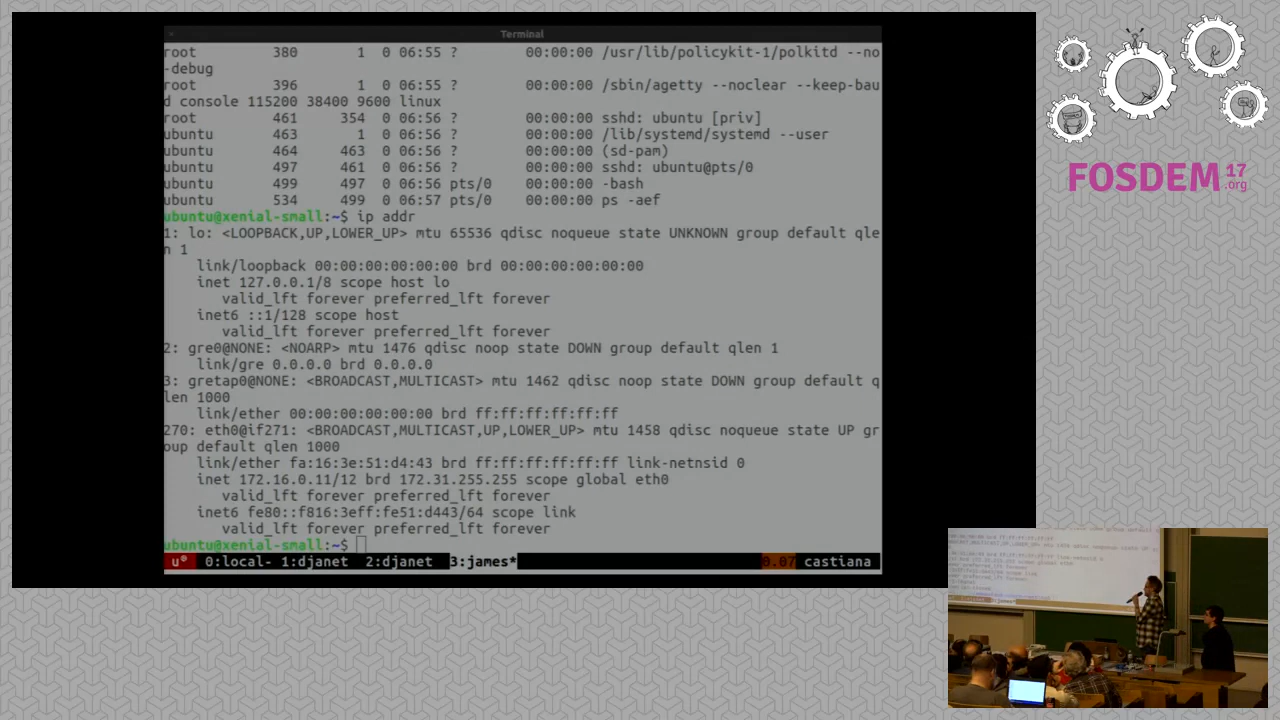 Terminal
root 380 1 0 06:55 ? 00:00:00 /usr/lib/policykit-1/polkitd --no
-debug
root 396 1 0 06:55 ? 00:00:00 /sbin/agetty --noclear --keep-bau
d console 115200 38400 9600 linux
root 461 354 0 06:56 ? 00:00:00 sshd: ubuntu [priv]
ubuntu 463 1 0 06:56 ? 00:00:00 /lib/systemd/systemd --user
ubuntu 464 463 0 06:56 ? 00:00:00 (sd-pam)
ubuntu 497 461 0 06:56 ? 00:00:00 sshd: ubuntu@pts/0
ubuntu 499 497 0 06:56 pts/0 00:00:00 -bash
ubuntu 534 499 0 06:57 pts/0 00:00:00 ps -aef
ubuntu@xenial-small:~$ ip addr
1: lo: <LOOPBACK,UP,LOWER_UP> mtu 65536 qdisc noqueue state UNKNOWN group default qle
n 1
link/loopback 00:00:00:00:00:00 brd 00:00:00:00:00:00
inet 127.0.0.1/8 scope host lo
valid_lft forever preferred_lft forever
inet6 ::1/128 scope host
valid_lft forever preferred_lft forever
2: gre0@NONE: <NOARP> mtu 1476 qdisc noop state DOWN group default qlen 1
link/gre 0.0.0.0 brd 0.0.0.0
3: gretap0@NONE: <BROADCAST,MULTICAST> mtu 1462 qdisc noop state DOWN group default q
len 1000
link/ether 00:00:00:00:00:00 brd ff:ff:ff:ff:ff:ff
270: eth0@if271: <BROADCAST,MULTICAST,UP,LOWER_UP> mtu 1458 qdisc noqueue state UP gr
oup default qlen 1000
link/ether fa:16:3e:51:d4:43 brd ff:ff:ff:ff:ff:ff link-netnsid 0
inet 172.16.0.11/12 brd 172.31.255.255 scope global eth0
valid_lft forever preferred_lft forever
inet6 fe80::f816:3eff:fe51:d443/64 scope link
valid_lft forever preferred_lft forever
ubuntu@xenial-small:~$
u 0:local- 1:djanet 2:djanet 3:james* 0.07 castiana
FOSDEM 17
.org